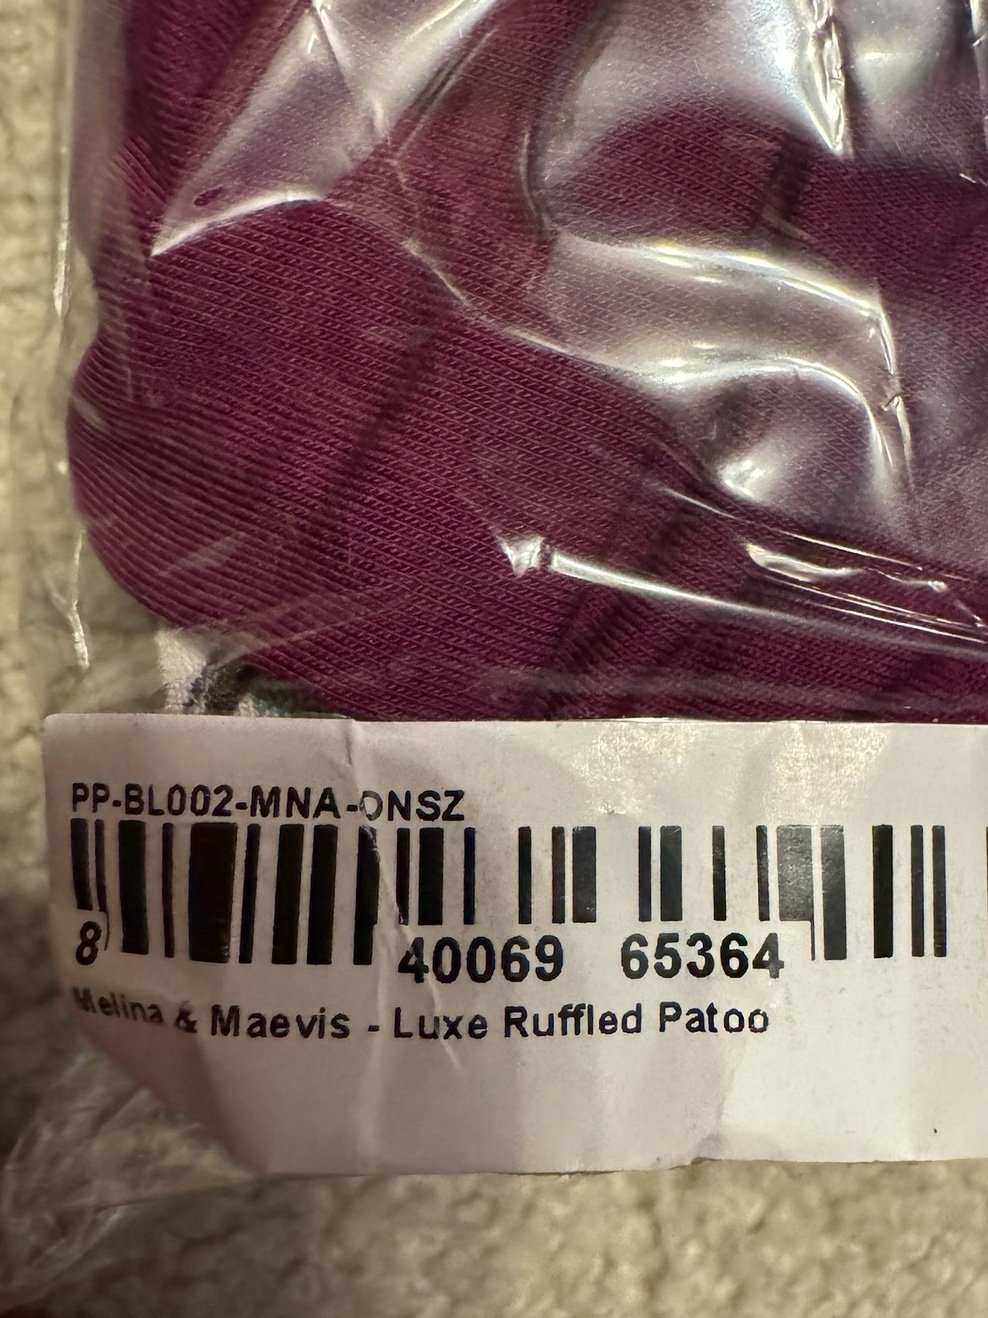 PP-BL002-MNA-ONSZ
8 40069 65364
Melina & Maevis - Luxe Ruffled Patoo